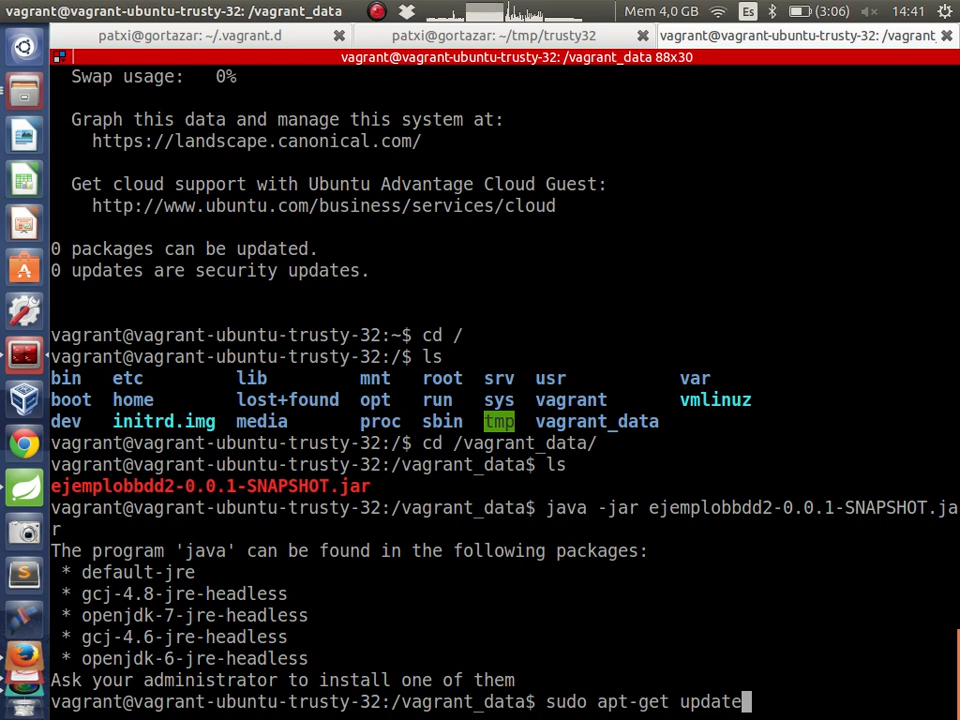 vagrant@vagrant-ubuntu-trusty-32: /vagrant_data
Mem 4,0 GB
Es
(3:06)
14:41
patxi@gortazar: ~/.vagrant.d
patxi@gortazar: ~/tmp/trusty32
vagrant@vagrant-ubuntu-trusty-32: /vagrant_
vagrant@vagrant-ubuntu-trusty-32: /vagrant_data 88x30
Swap usage:   0%
Graph this data and manage this system at:
https://landscape.canonical.com/
Get cloud support with Ubuntu Advantage Cloud Guest:
http://www.ubuntu.com/business/services/cloud
0 packages can be updated.
0 updates are security updates.
vagrant@vagrant-ubuntu-trusty-32:~$ cd /
vagrant@vagrant-ubuntu-trusty-32:/$ ls
bin   etc         lib         mnt   root  srv  usr           var
boot  home        lost+found  opt   run   sys  vagrant       vmlinuz
dev   initrd.img  media       proc  sbin  tmp  vagrant_data
vagrant@vagrant-ubuntu-trusty-32:/$ cd /vagrant_data/
vagrant@vagrant-ubuntu-trusty-32:/vagrant_data$ ls
ejemplobbdd2-0.0.1-SNAPSHOT.jar
vagrant@vagrant-ubuntu-trusty-32:/vagrant_data$ java -jar ejemplobbdd2-0.0.1-SNAPSHOT.ja
r
The program 'java' can be found in the following packages:
* default-jre
* gcj-4.8-jre-headless
* openjdk-7-jre-headless
* gcj-4.6-jre-headless
* openjdk-6-jre-headless
Ask your administrator to install one of them
vagrant@vagrant-ubuntu-trusty-32:/vagrant_data$ sudo apt-get update